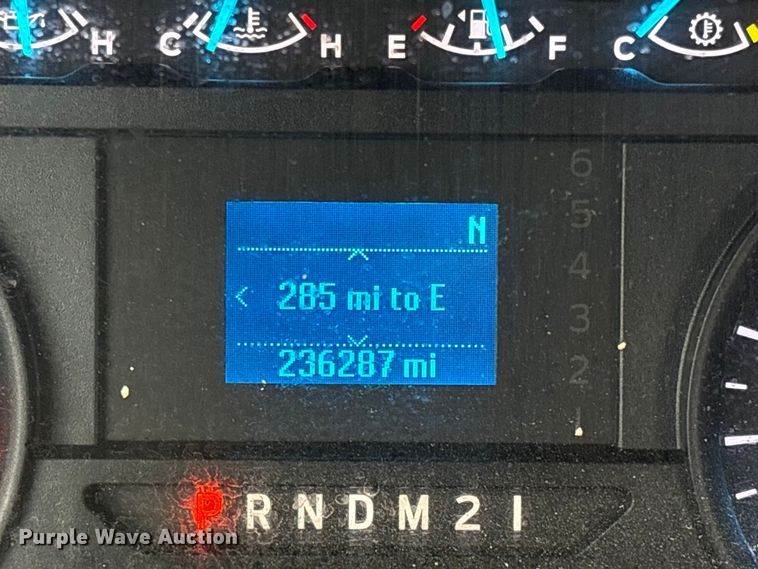 H C H E F C
6
5
N
4
285 mi to E
3
236287 mi
2
1
P R N D M 2 1
Purple Wave Auction